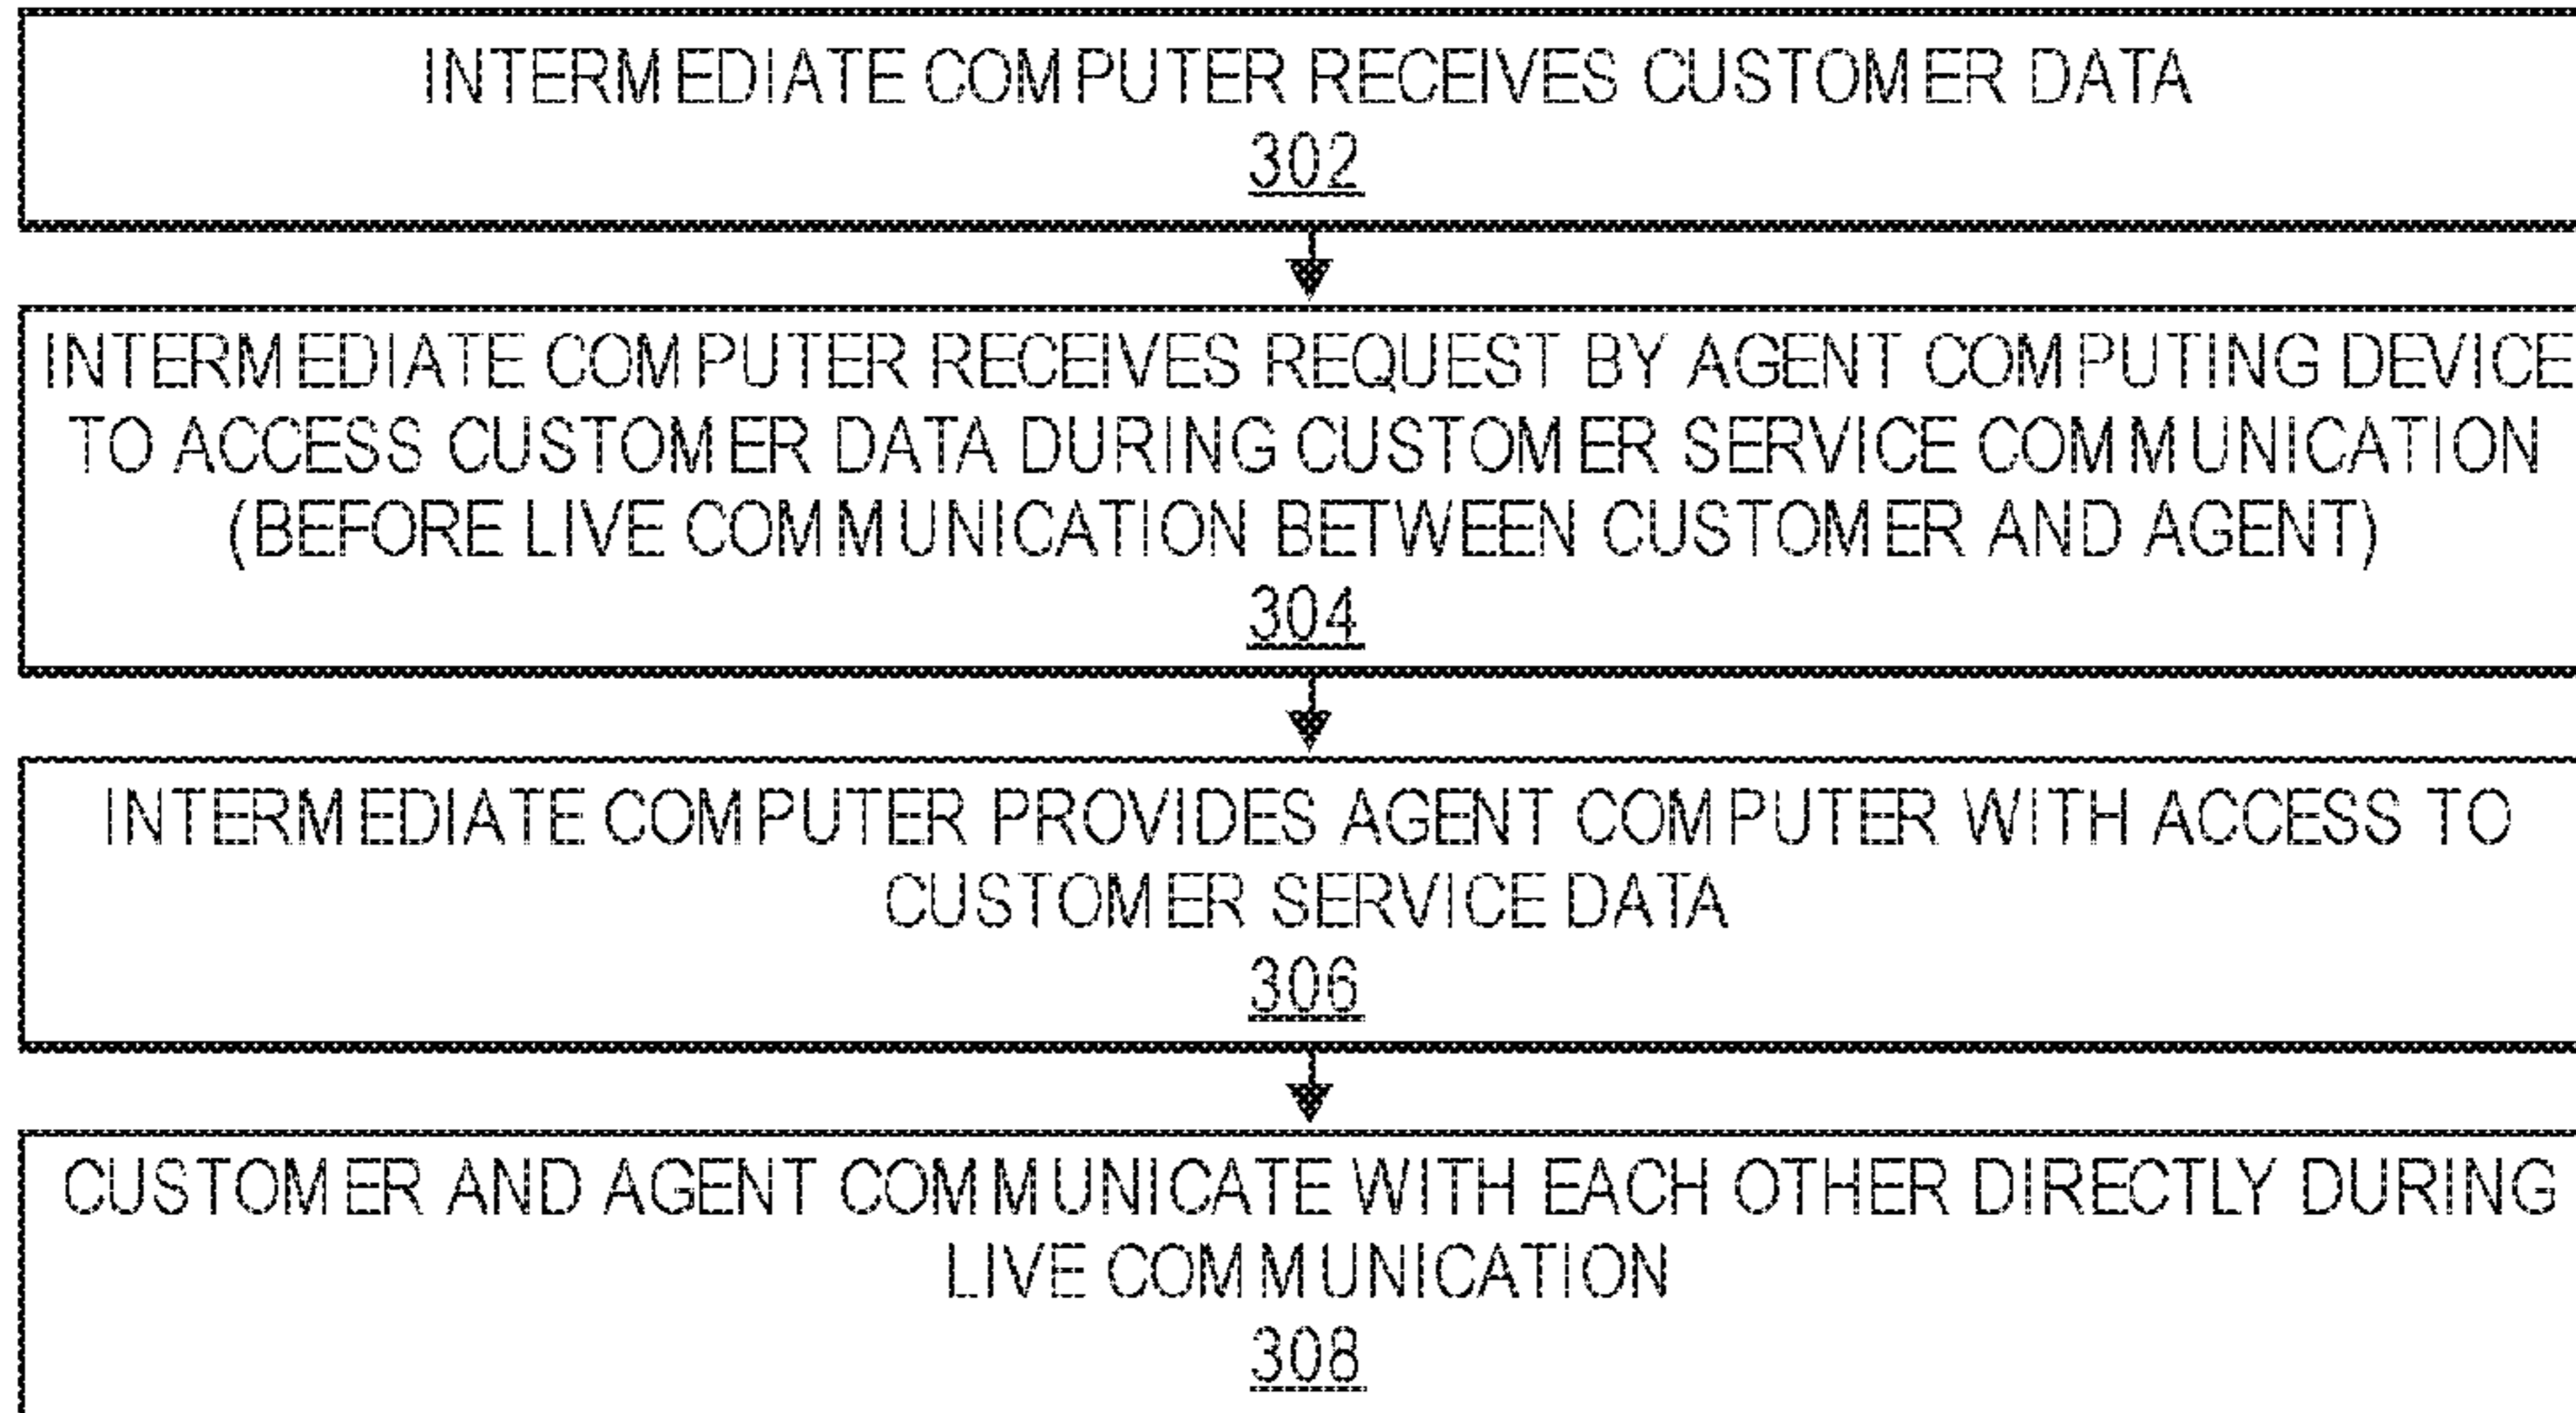 INTERMEDIATE COMPUTER RECEIVES CUSTOMER DATA
302
INTERMEDIATE COMPUTER RECEIVES REQUEST BY AGENT COMPUTING DEVICE
TO ACCESS CUSTOMER DATA DURING CUSTOMER SERVICE COMMUNICATION
(BEFORE LIVE COMMUNICATION BETWEEN CUSTOMER AND AGENT)
304
INTERMEDIATE COMPUTER PROVIDES AGENT COMPUTER WITH ACCESS TO
CUSTOMER SERVICE DATA
306
CUSTOMER AND AGENT COMMUNICATE WITH EACH OTHER DIRECTLY DURING
LIVE COMMUNICATION
308